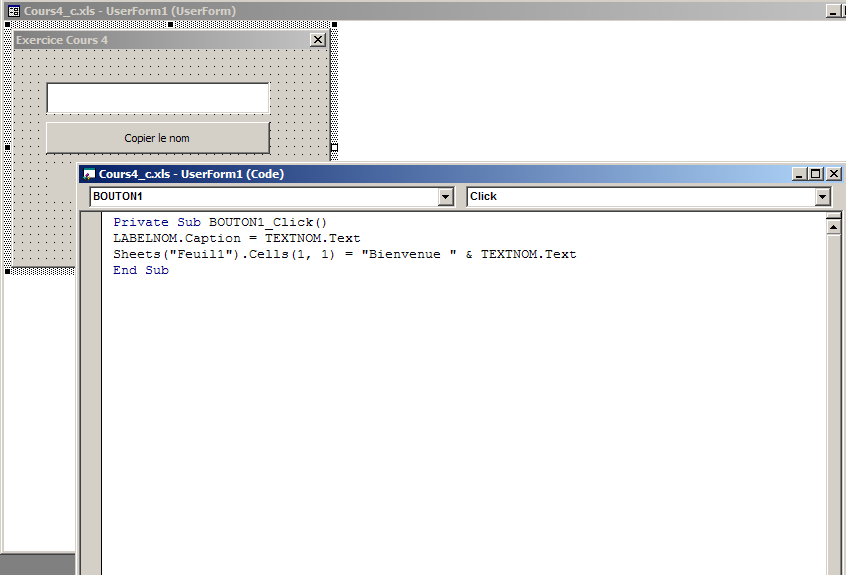 Cours4_c.xls - UserForm1 (UserForm)
Exercice Cours 4
Copier le nom
Cours4_c.xls - UserForm1 (Code)
BOUTON1 Click
Private Sub BOUTON1_Click()
LABELNOM.Caption = TEXTNOM.Text
Sheets("Feuil1").Cells(1, 1) = "Bienvenue " & TEXTNOM.Text
End Sub